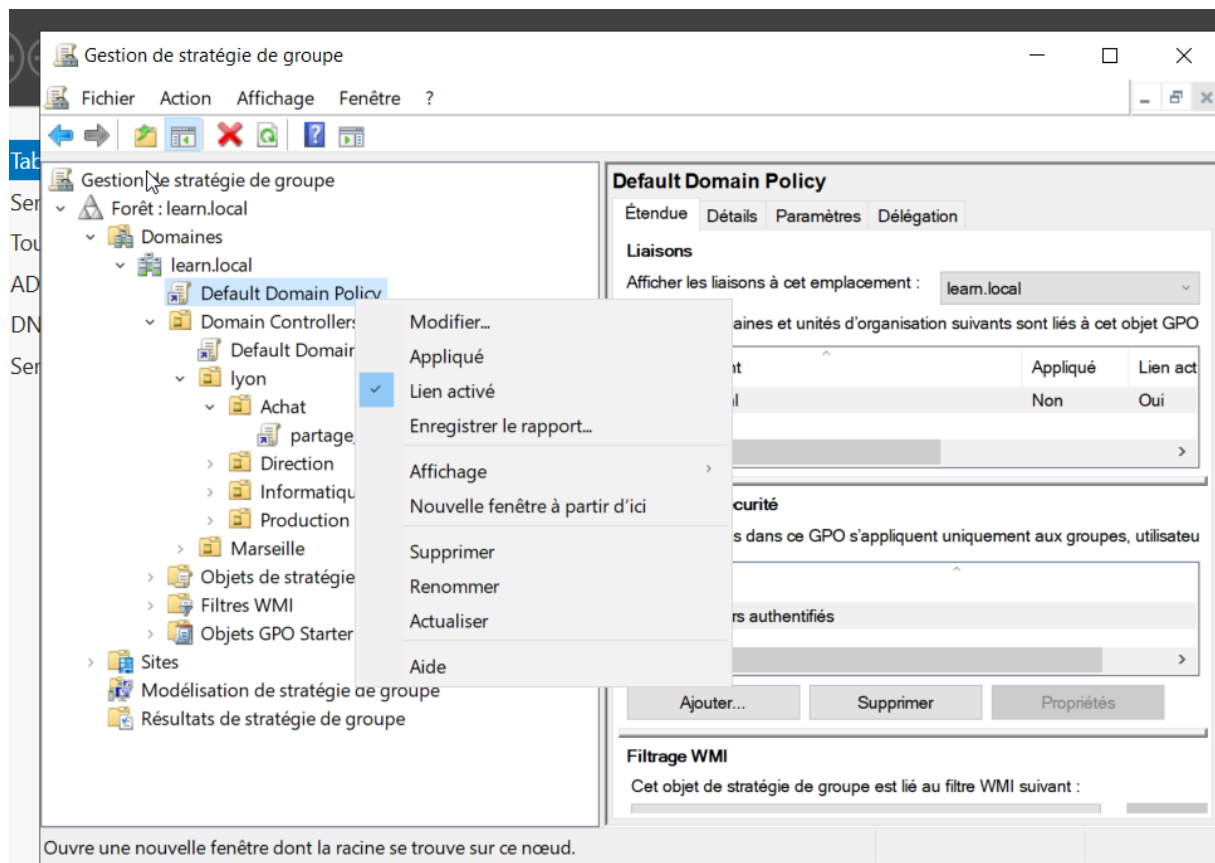 Gestion de stratégie de groupe
Fichier Action Affichage Fenêtre ?
Tab
Ser
Tou
AD
DN
Ser
Gestion de stratégie de groupe
Forêt : learn.local
Domaines
learn.local
Default Domain Policy
Domain Controllers
Default Domain
lyon
Achat
partage_
Direction
Informatiqu
Production
Marseille
Objets de stratégie
Filtres WMI
Objets GPO Starter
Sites
Modélisation de stratégie de groupe
Résultats de stratégie de groupe
Modifier...
Appliqué
Lien activé
Enregistrer le rapport...
Affichage
Nouvelle fenêtre à partir d'ici
Supprimer
Renommer
Actualiser
Aide
Default Domain Policy
Étendue Détails Paramètres Délégation
Liaisons
Afficher les liaisons à cet emplacement : learn.local
aines et unités d'organisation suivants sont liés à cet objet GPO
nt Appliqué Lien act
l Non Oui
curité
s dans ce GPO s'appliquent uniquement aux groupes, utilisateu
rs authentifiés
Ajouter... Supprimer Propriétés
Filtrage WMI
Cet objet de stratégie de groupe est lié au filtre WMI suivant :
Ouvre une nouvelle fenêtre dont la racine se trouve sur ce nœud.